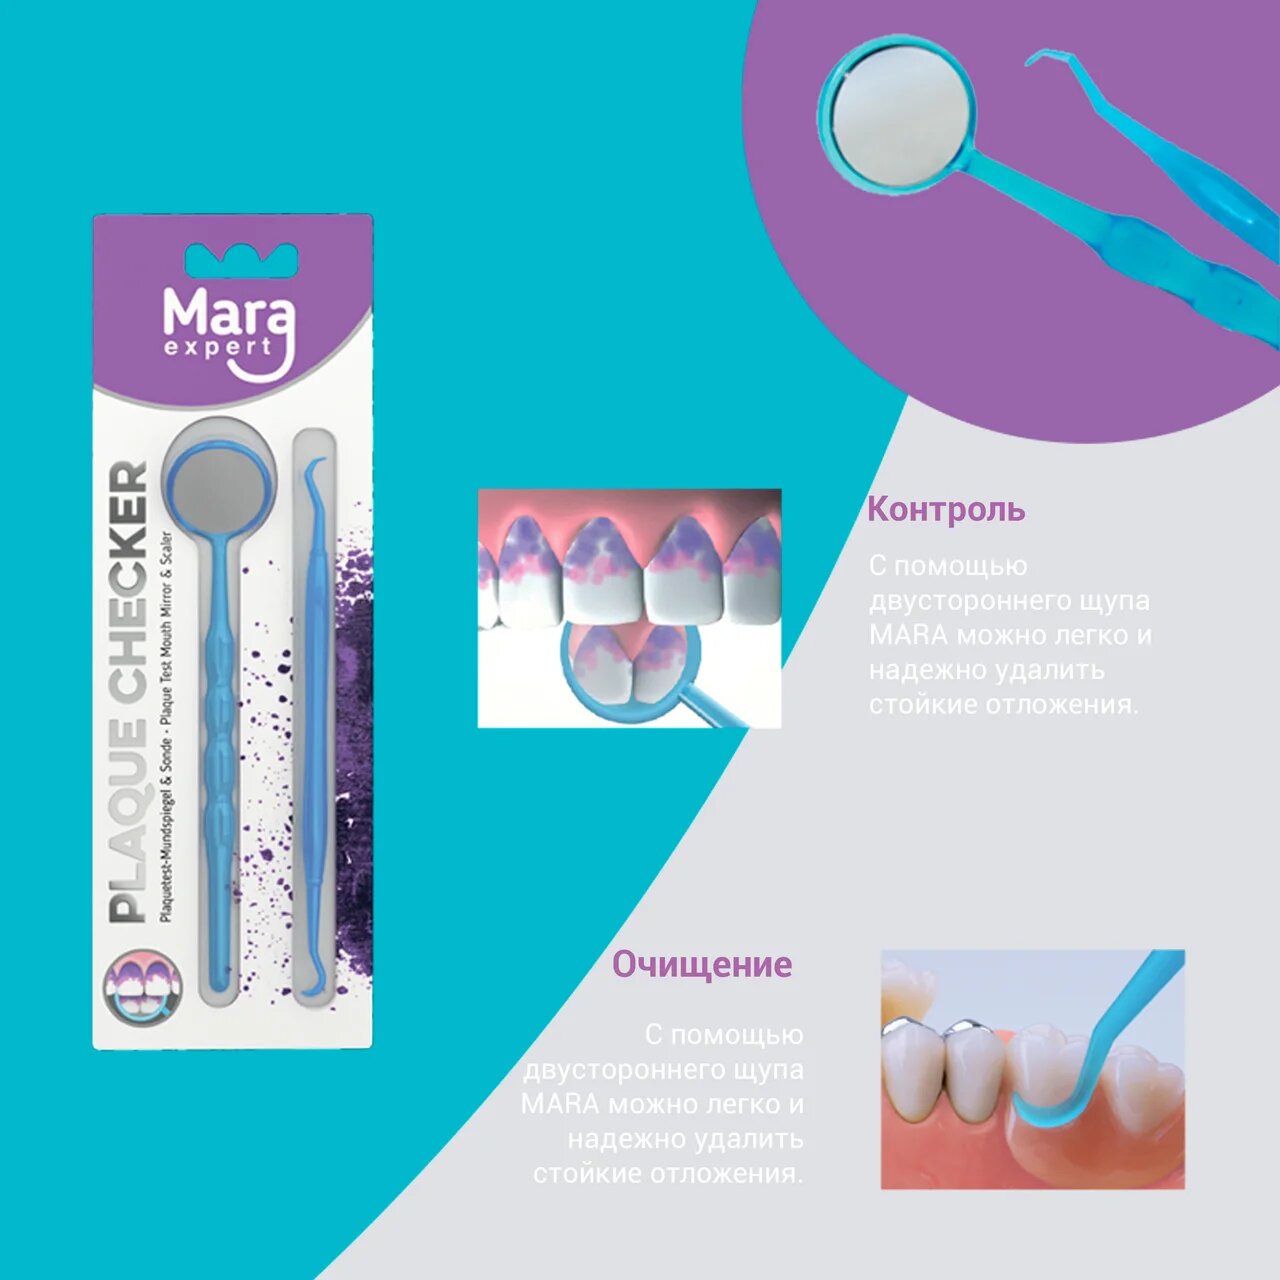 Mara
expert
PLAQUE CHECKER
Plaquetest-Mundspiegel & Sonde · Plaque Test Mouth Mirror & Scaler
Контроль
С помощью
двустороннего щупа
MARA можно легко и
надежно удалить
стойкие отложения.
Очищение
С помощью
двустороннего щупа
MARA можно легко и
надежно удалить
стойкие отложения.